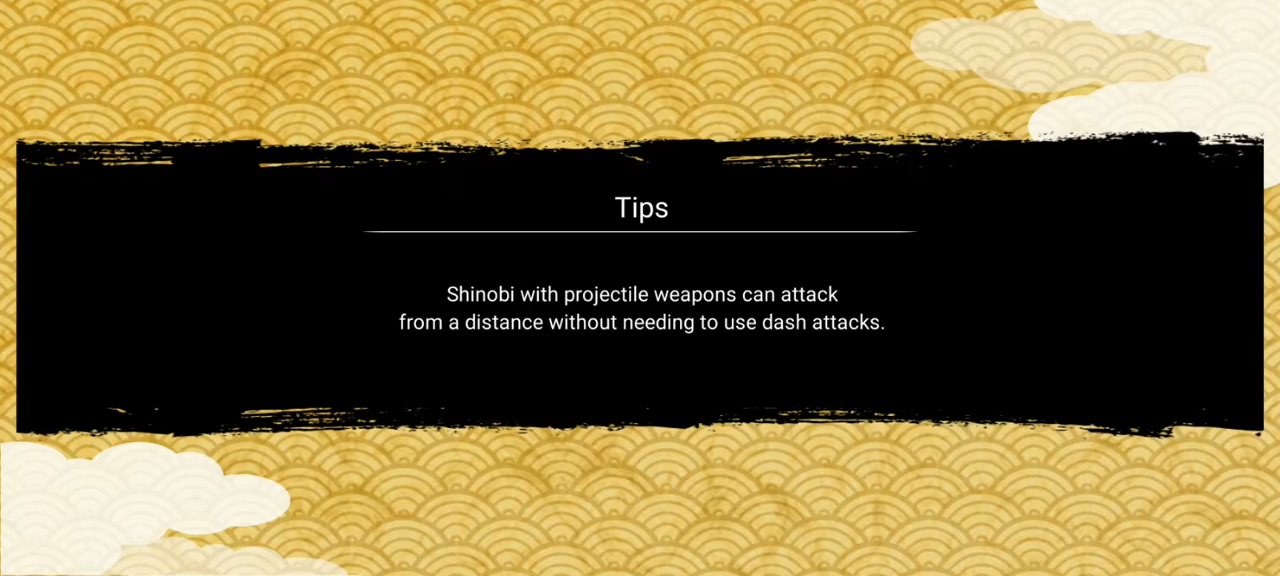 Tips
Shinobi with projectile weapons can attack
from a distance without needing to use dash attacks.